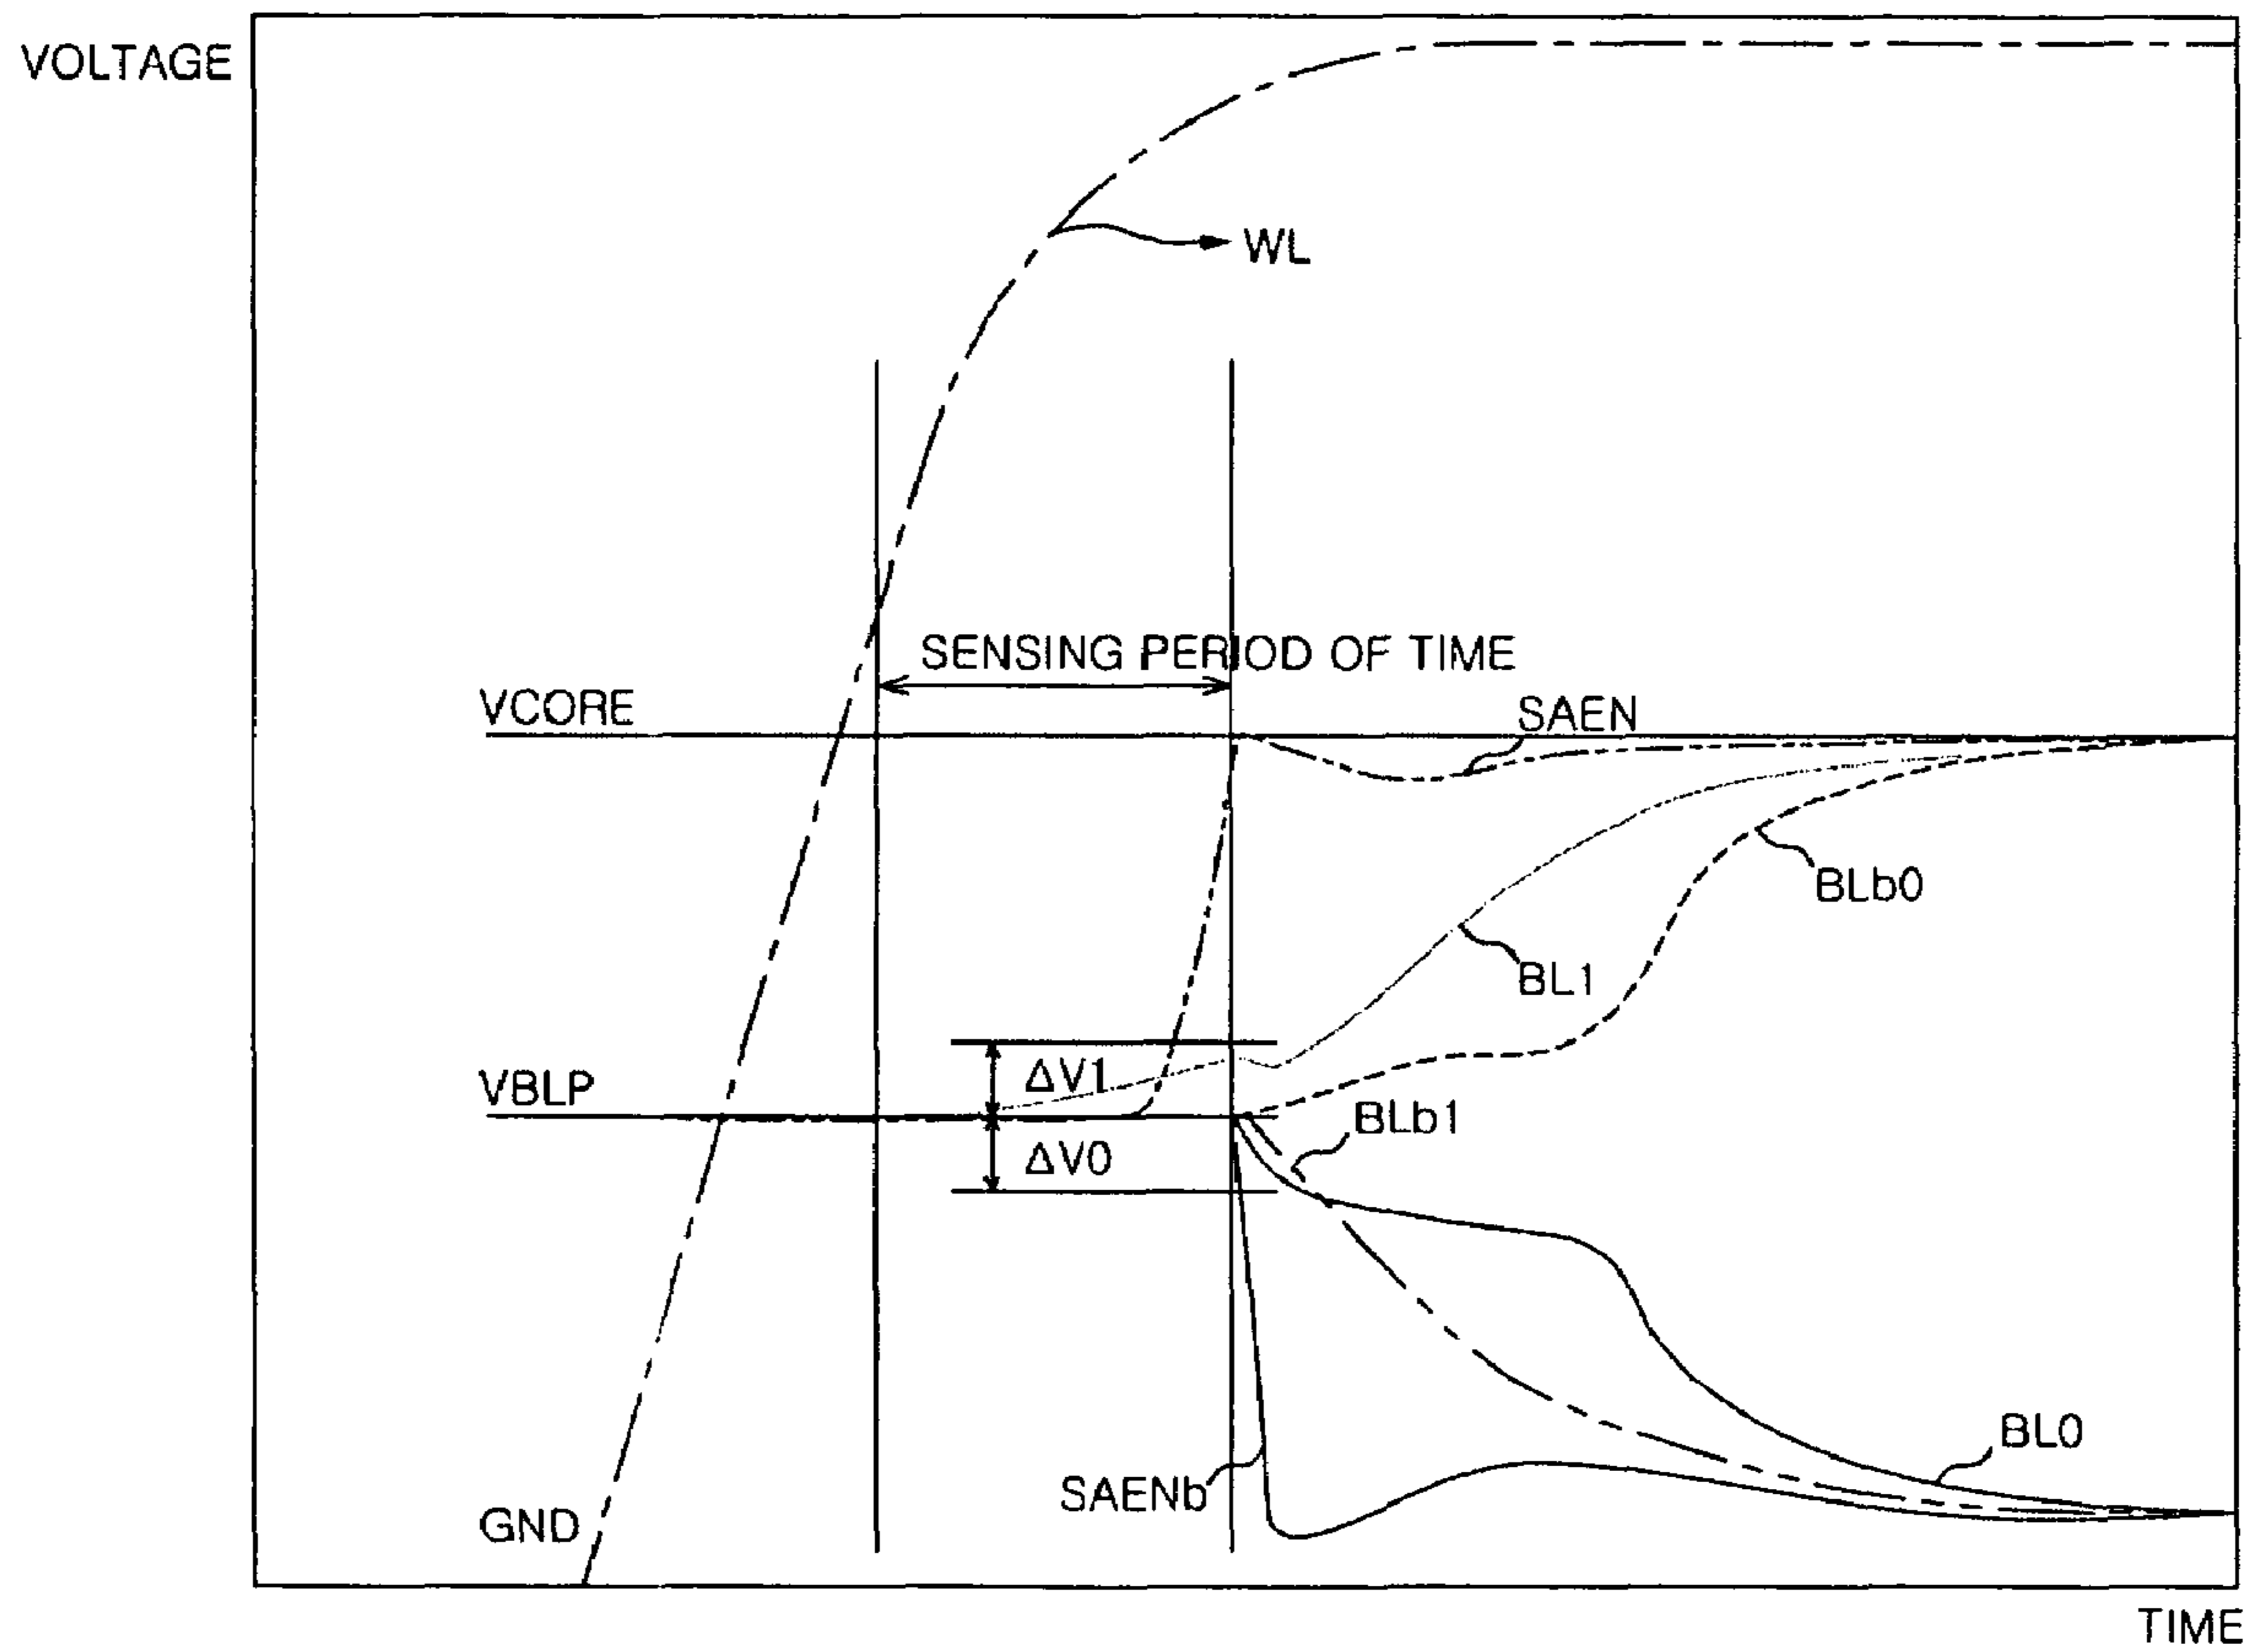 VOLTAGE
WL
SENSING PERIOD OF TIME
VCORE
SAEN
BLb0
BL1
ΔV1
VBLP
BLb1
ΔV0
BL0
SAENb
GND
TIME